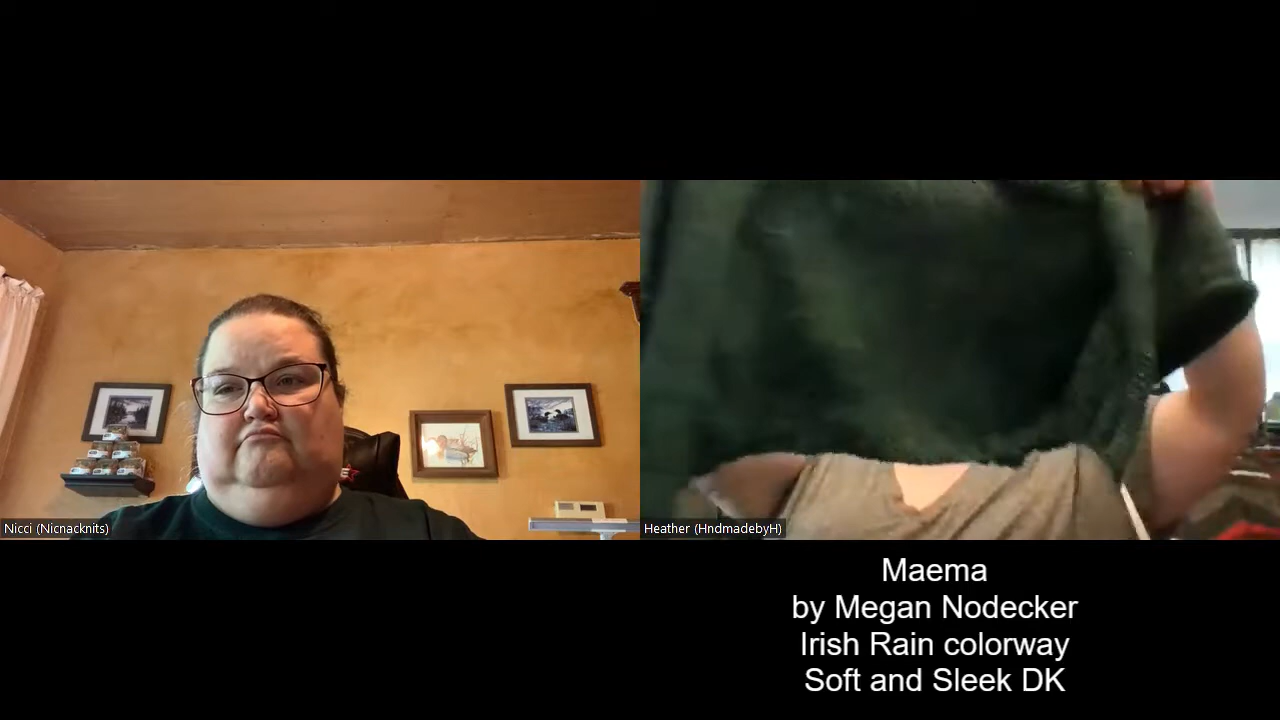 Nicci (Nicnacknits)
Heather (HndmadebyH)
Maema
by Megan Nodecker
Irish Rain colorway
Soft and Sleek DK